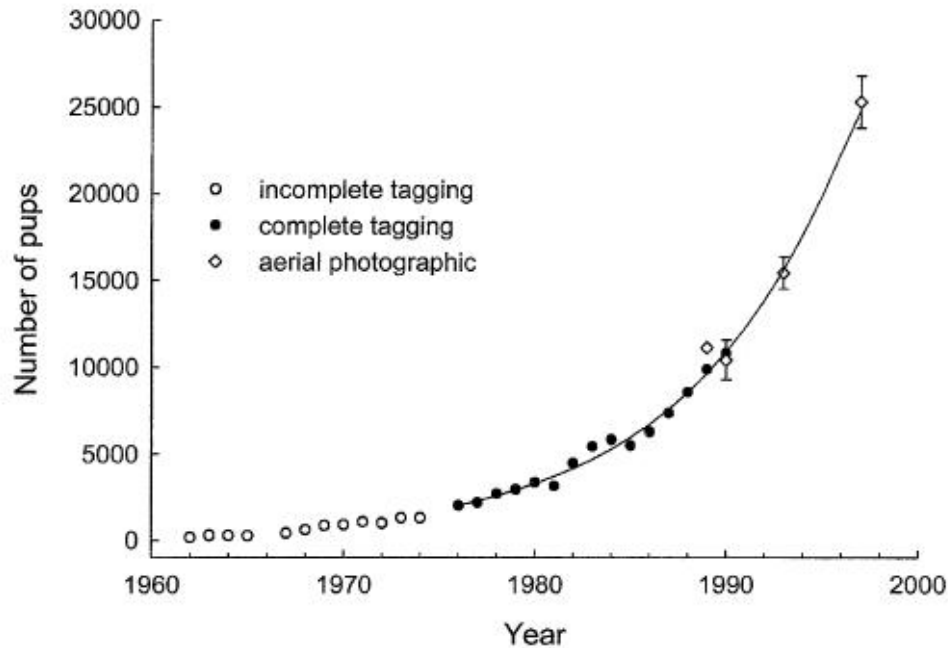 30000
25000
20000
15000
10000
5000
0
Number of pups
incomplete tagging
complete tagging
aerial photographic
1960 1970 1980 1990 2000
Year